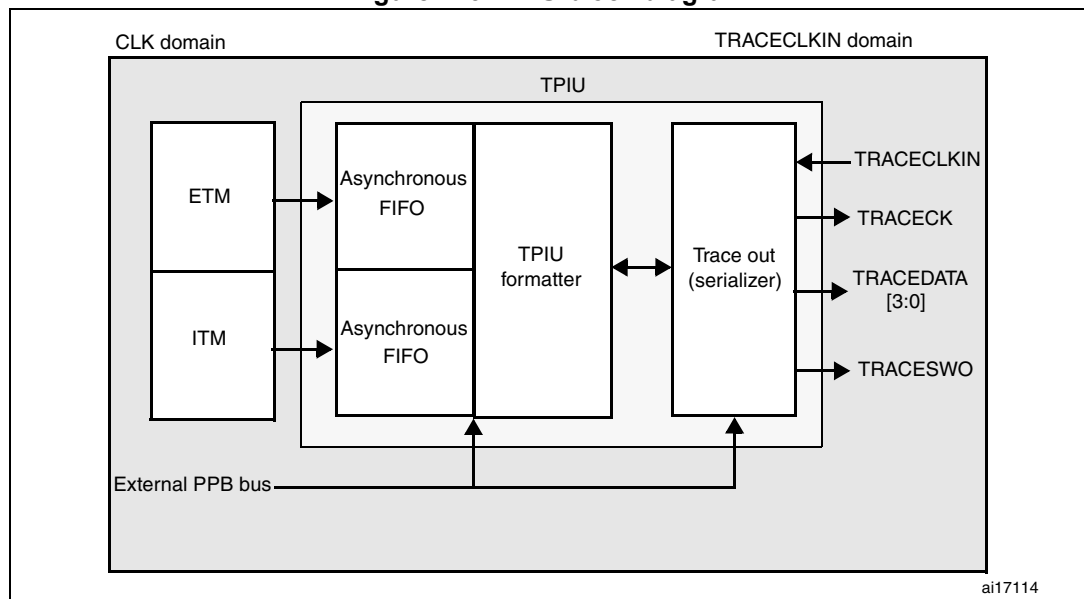 CLK domain
TRACECLKIN domain
TPIU
ETM
Asynchronous
FIFO
ITM
Asynchronous
FIFO
TPIU
formatter
Trace out
(serializer)
TRACECLKIN
TRACECK
TRACEDATA
[3:0]
TRACESWO
External PPB bus
ai17114